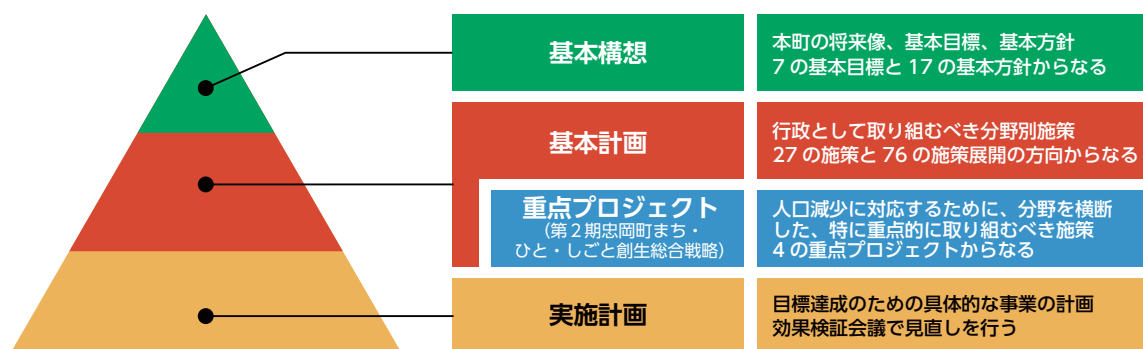 基本構想
本町の将来像、基本目標、基本方針
7の基本目標と17の基本方針からなる
基本計画
行政として取り組むべき分野別施策
27の施策と76の施策展開の方向からなる
重点プロジェクト
（第2期忠岡町まち・
ひと・しごと創生総合戦略）
人口減少に対応するために、分野を横断
した、特に重点的に取り組むべき施策
4の重点プロジェクトからなる
実施計画
目標達成のための具体的な事業の計画
効果検証会議で見直しを行う